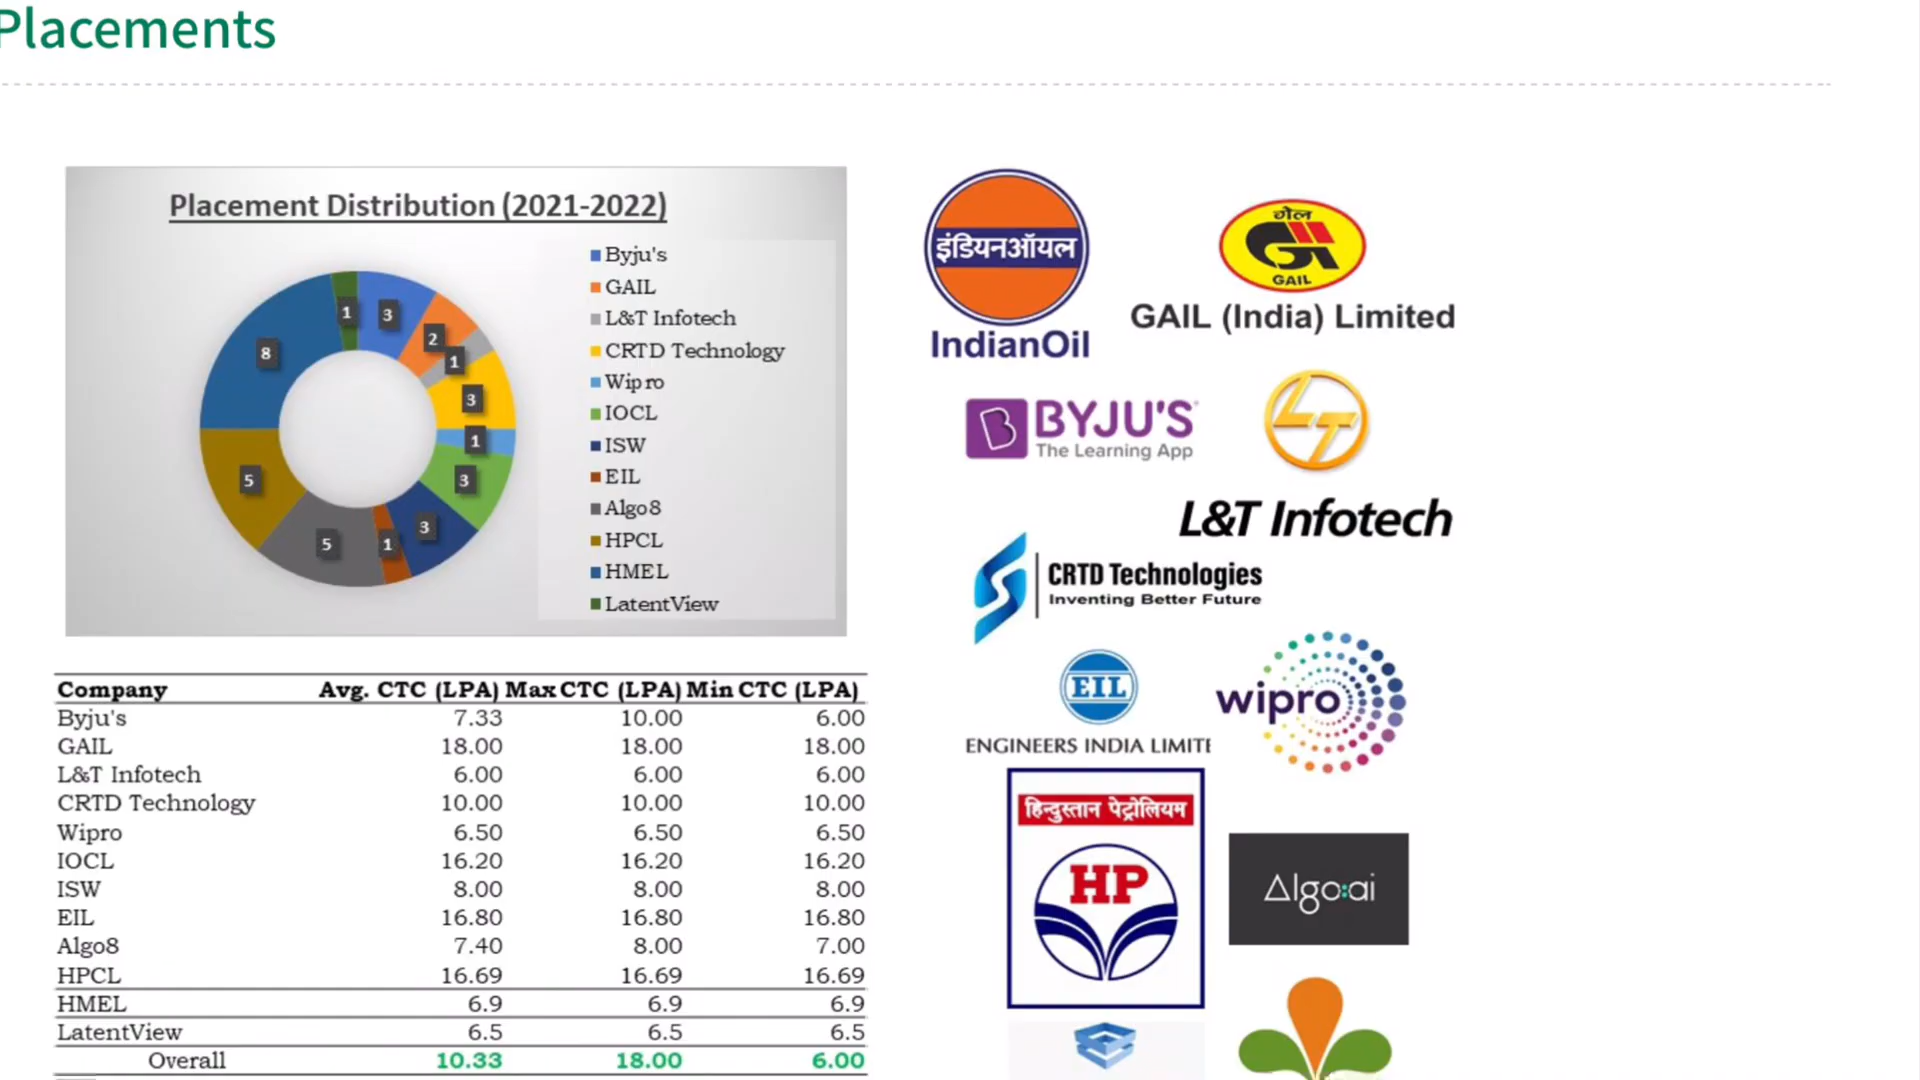 Placements
Placement Distribution (2021-2022)
Byju's
GAIL
L&T Infotech
CRTD Technology
Wipro
IOCL
ISW
EIL
Algo8
HPCL
HMEL
LatentView
1
3
2
1
3
1
3
3
1
5
5
8
Company Avg. CTC (LPA) Max CTC (LPA) Min CTC (LPA)
Byju's 7.33 10.00 6.00
GAIL 18.00 18.00 18.00
L&T Infotech 6.00 6.00 6.00
CRTD Technology 10.00 10.00 10.00
Wipro 6.50 6.50 6.50
IOCL 16.20 16.20 16.20
ISW 8.00 8.00 8.00
EIL 16.80 16.80 16.80
Algo8 7.40 8.00 7.00
HPCL 16.69 16.69 16.69
HMEL 6.9 6.9 6.9
LatentView 6.5 6.5 6.5
Overall 10.33 18.00 6.00
इंडियनऑयल
IndianOil
गेल
GAIL
GAIL (India) Limited
BYJU'S
The Learning App
LT
L&T Infotech
CRTD Technologies
Inventing Better Future
EIL
ENGINEERS INDIA LIMITE
wipro
हिन्दुस्तान पेट्रोलियम
HP
Algo:ai